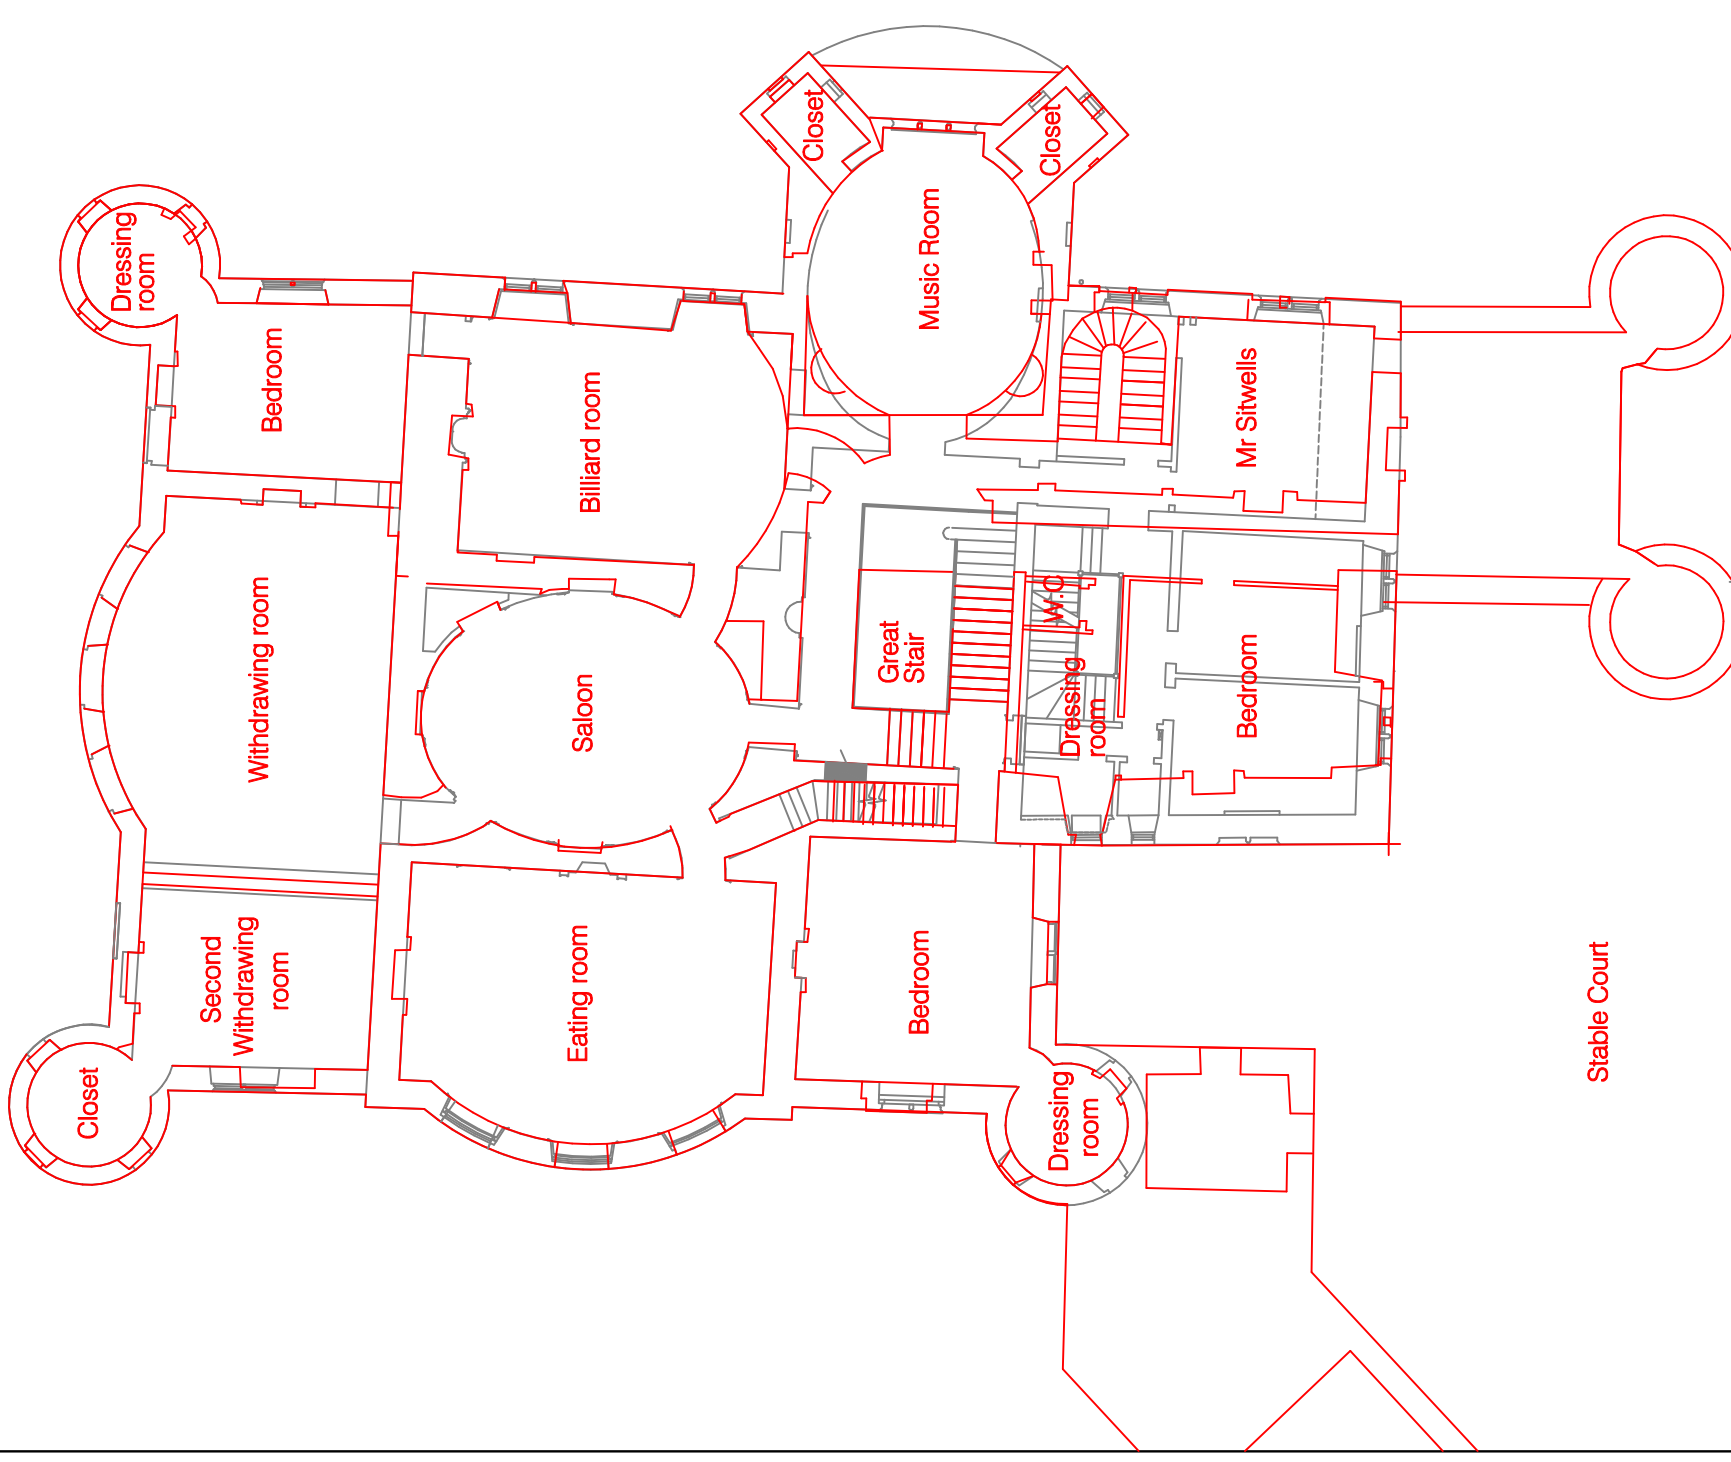 Closet
Closet
Dressing
room
Music Room
Bedroom
Billiard room
Mr Sitwells
Withdrawing room
Saloon
Great
Stair
W.C
Dressing
room
Bedroom
Second
Withdrawing
room
Eating room
Bedroom
Stable Court
Closet
Dressing
room